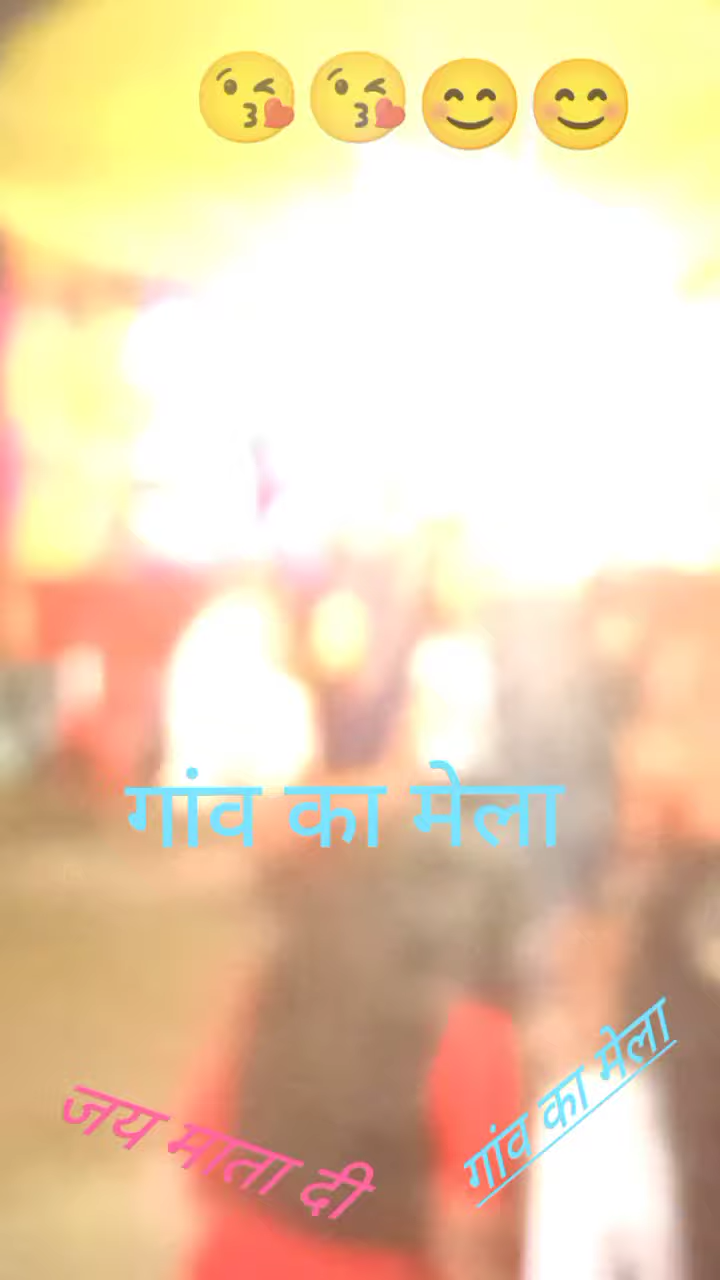 😘😘😊😊
गांव का मेला
गांव का मेला
जय माता दी